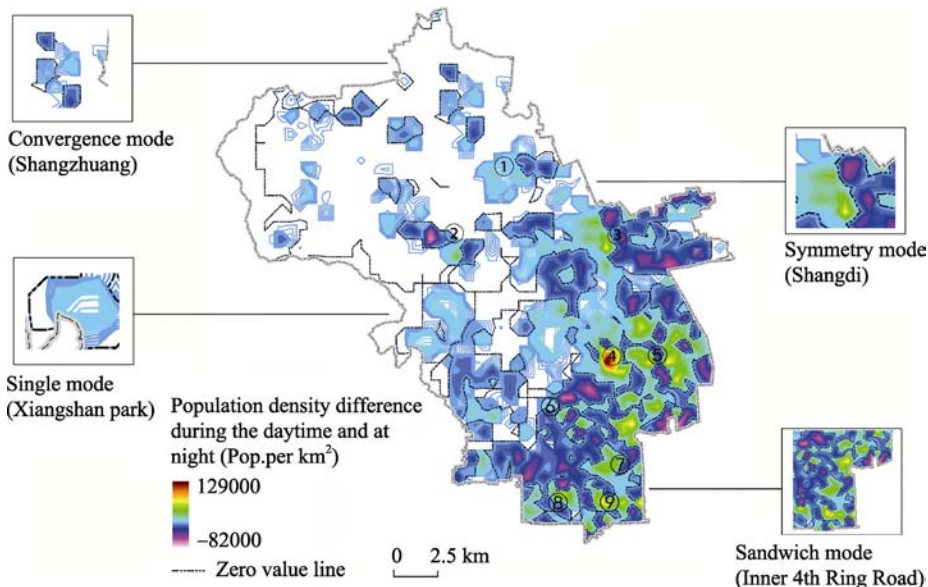 Convergence mode
(Shangzhuang)
①
Symmetry mode
(Shangdi)
②
③
Single mode
(Xiangshan park)
④
⑤
⑥
Population density difference
during the daytime and at
night (Pop.per km²)
129000
−82000
Zero value line
0 2.5 km
⑦
⑧
⑨
Sandwich mode
(Inner 4th Ring Road)